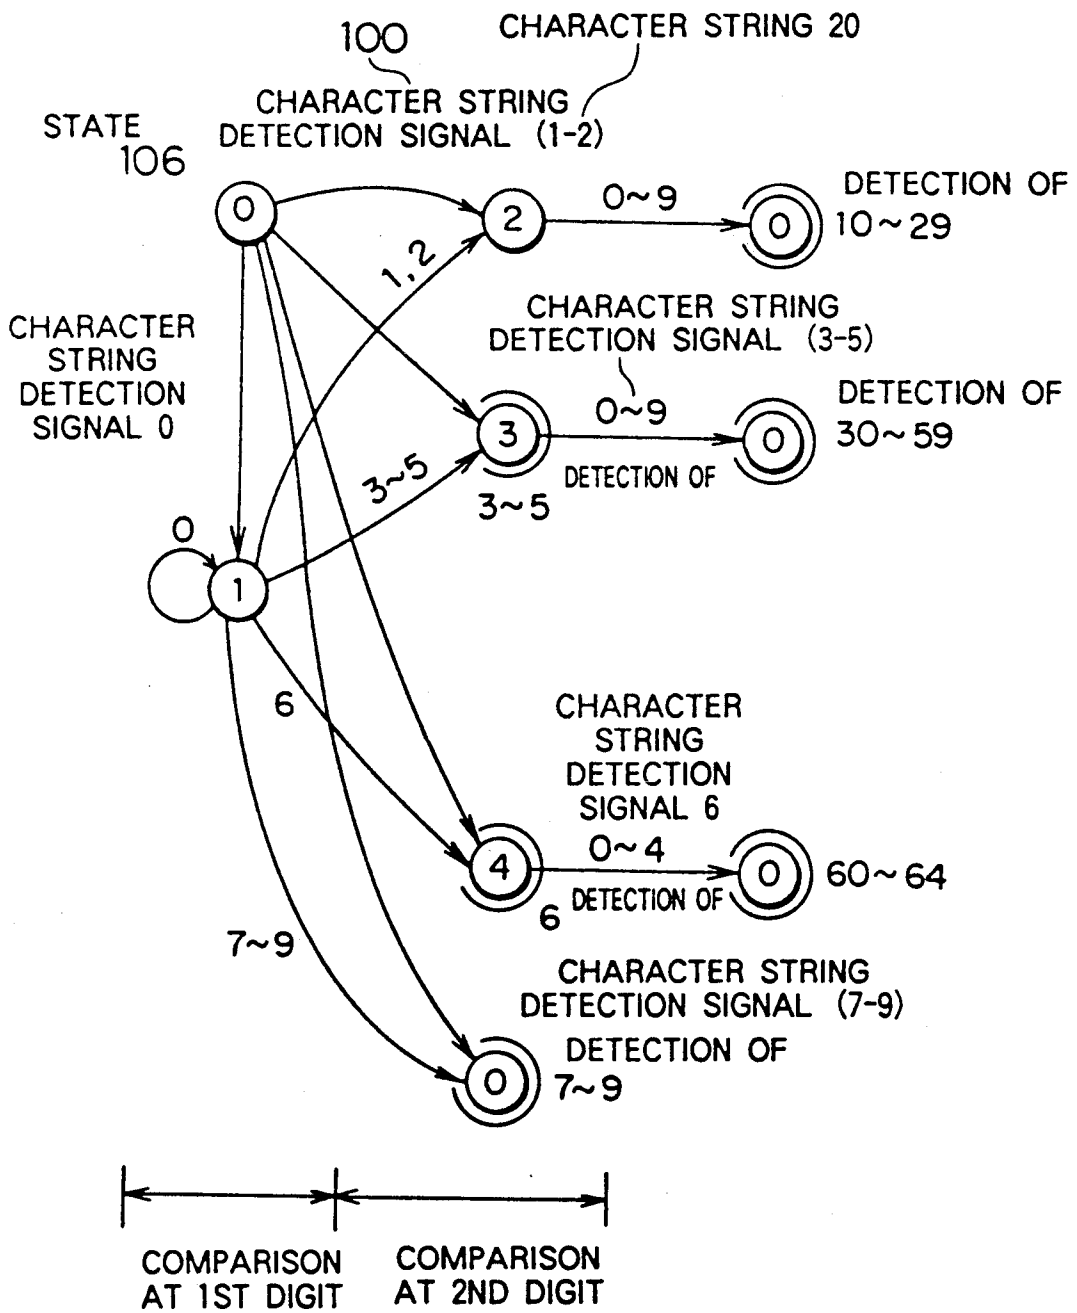 100
CHARACTER STRING 20
CHARACTER STRING
DETECTION SIGNAL (1-2)
STATE
106
0
2
0~9
0
DETECTION OF
10~29
1,2
CHARACTER
STRING
DETECTION
SIGNAL 0
CHARACTER STRING
DETECTION SIGNAL (3-5)
3
0~9
0
DETECTION OF
30~59
DETECTION OF
3~5
3~5
0
1
6
CHARACTER
STRING
DETECTION
SIGNAL 6
4
0~4
0
60~64
6
DETECTION OF
7~9
CHARACTER STRING
DETECTION SIGNAL (7-9)
DETECTION OF
0
7~9
COMPARISON
AT 1ST DIGIT
COMPARISON
AT 2ND DIGIT